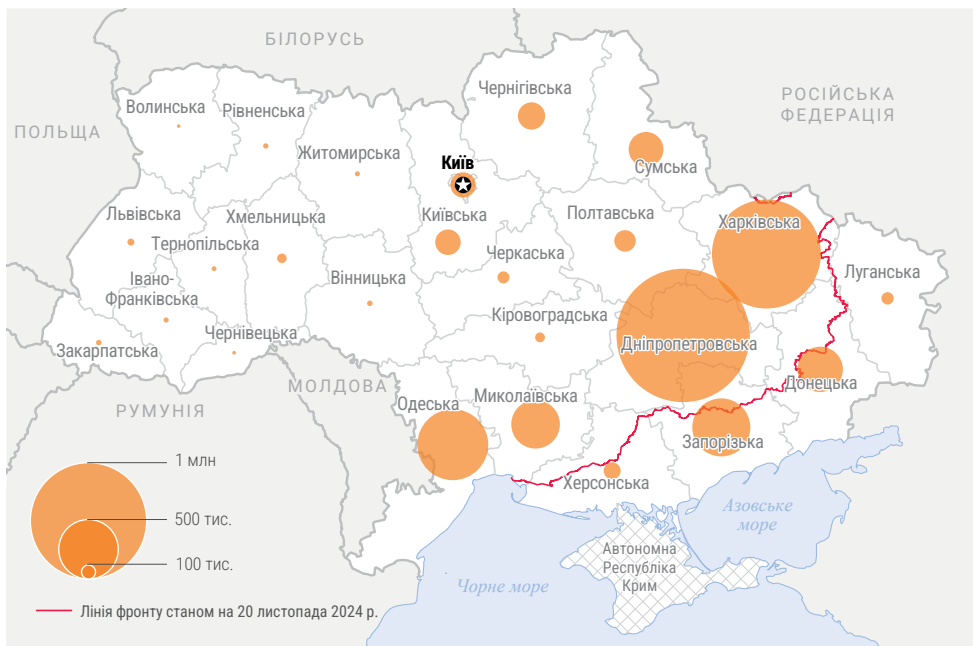 БІЛОРУСЬ
ПОЛЬЩА
РОСІЙСЬКА
ФЕДЕРАЦІЯ
Волинська
Рівненська
Житомирська
Київ
Чернігівська
Сумська
Львівська
Тернопільська
Хмельницька
Київська
Черкаська
Полтавська
Харківська
Луганська
Івано-
Франківська
Вінницька
Кіровоградська
Дніпропетровська
Донецька
Закарпатська
Чернівецька
МОЛДОВА
РУМУНІЯ
Одеська
Миколаївська
Запорізька
Херсонська
Азовське
море
Автономна
Республіка
Крим
Чорне море
1 млн
500 тис.
100 тис.
Лінія фронту станом на 20 листопада 2024 р.